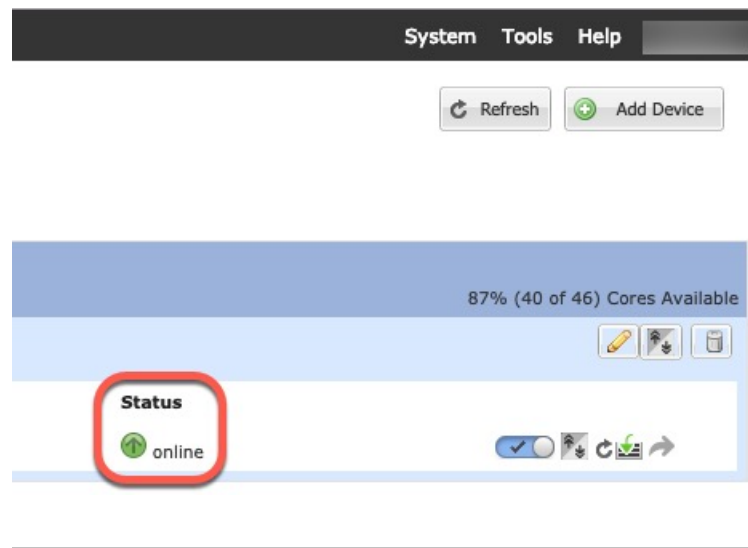 System Tools Help
Refresh Add Device
87% (40 of 46) Cores Available
Status
online